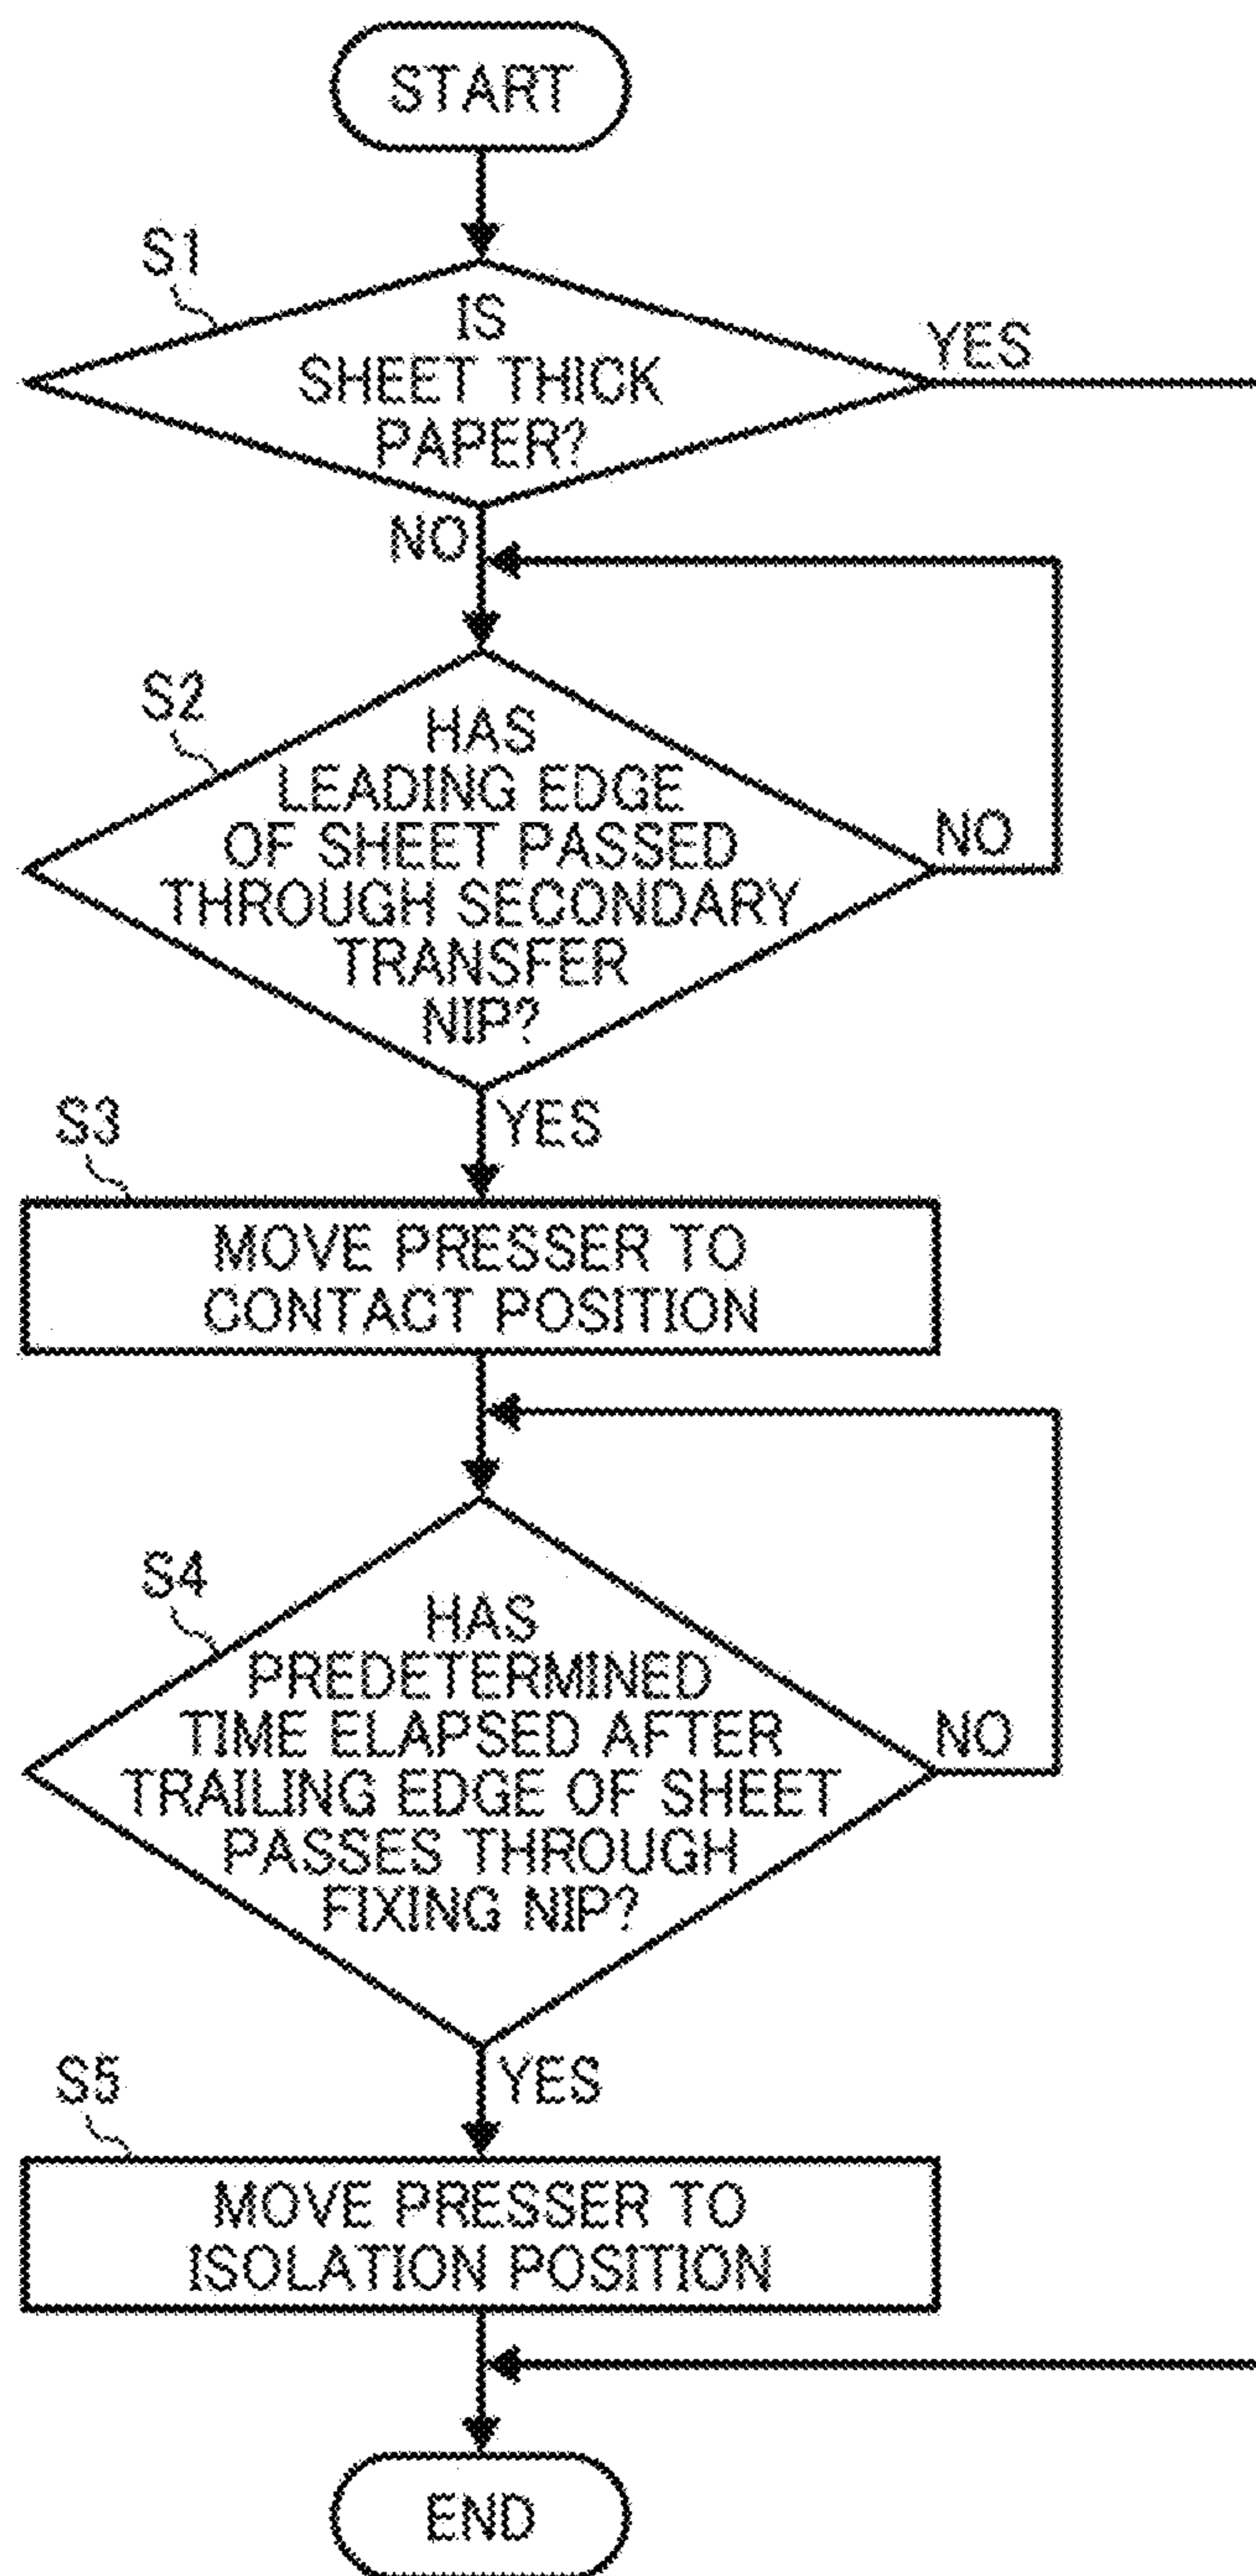 START
S1
IS
SHEET THICK
PAPER?
YES
NO
S2
HAS
LEADING EDGE
OF SHEET PASSED
THROUGH SECONDARY
TRANSFER
NIP?
NO
YES
S3
MOVE PRESSER TO
CONTACT POSITION
S4
HAS
PREDETERMINED
TIME ELAPSED AFTER
TRAILING EDGE OF SHEET
PASSES THROUGH
FIXING NIP?
NO
YES
S5
MOVE PRESSER TO
ISOLATION POSITION
END